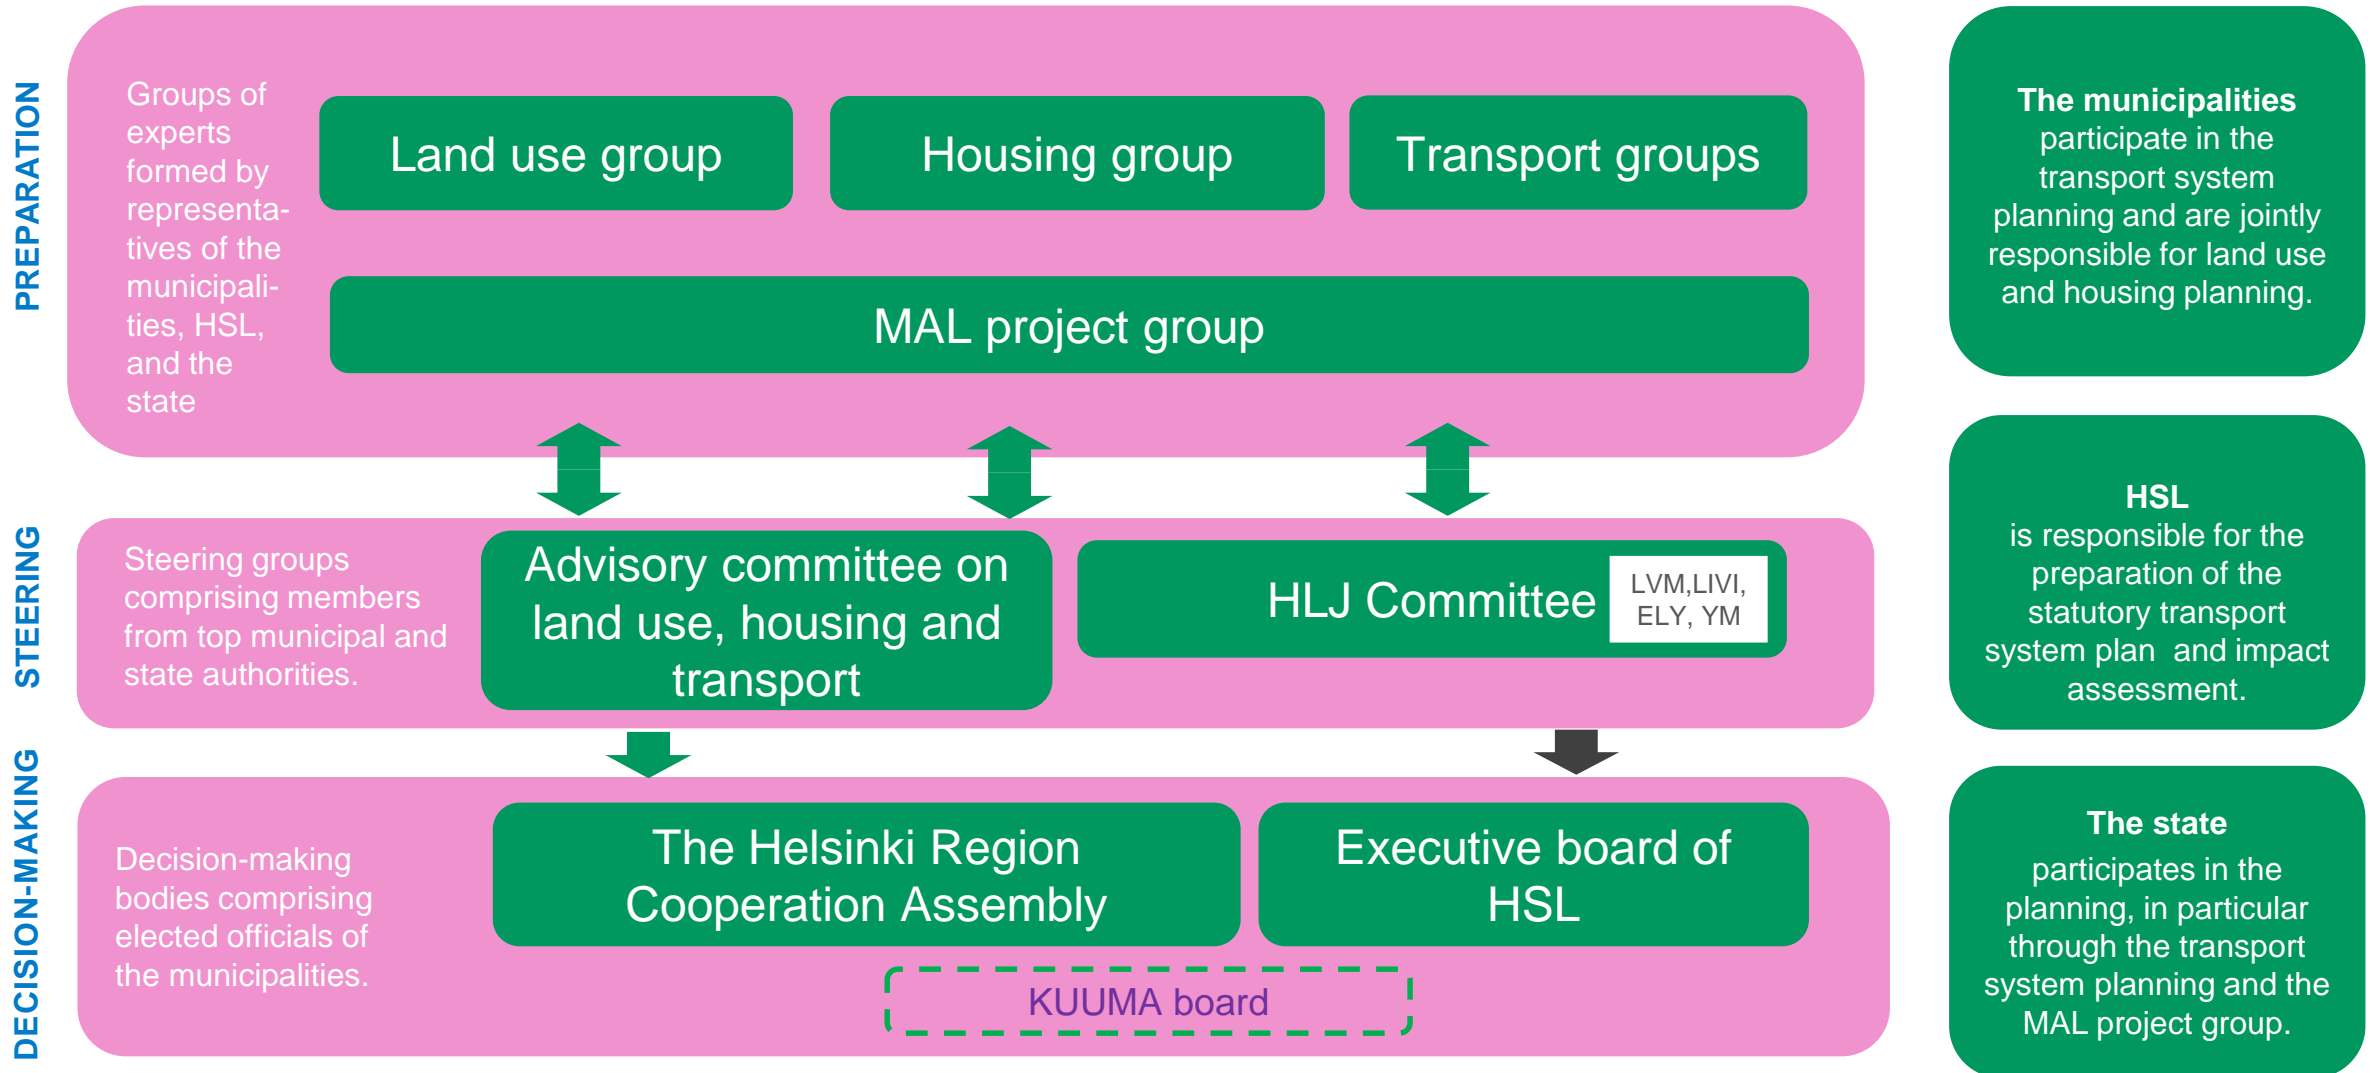 PREPARATION
Groups of
experts
formed by
representa-
tives of the
municipali-
ties, HSL,
and the
state
Land use group
Housing group
Transport groups
MAL project group
The municipalities
participate in the
transport system
planning and are jointly
responsible for land use
and housing planning.
STEERING
Steering groups
comprising members
from top municipal and
state authorities.
Advisory committee on
land use, housing and
transport
HLJ Committee
LVM,LIVI,
ELY, YM
HSL
is responsible for the
preparation of the
statutory transport
system plan  and impact
assessment.
DECISION-MAKING
Decision-making
bodies comprising
elected officials of
the municipalities.
The Helsinki Region
Cooperation Assembly
Executive board of
HSL
KUUMA board
The state
participates in the
planning, in particular
through the transport
system planning and the
MAL project group.